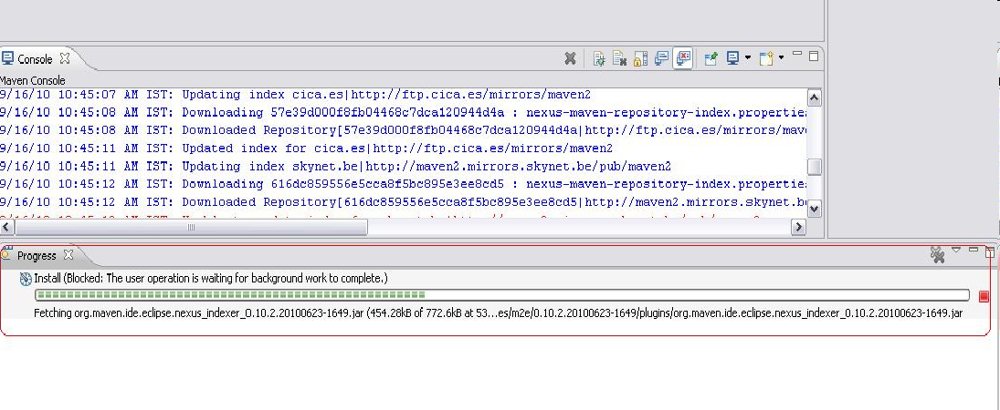 Console
Maven Console
9/16/10 10:45:07 AM IST: Updating index cica.es|http://ftp.cica.es/mirrors/maven2
9/16/10 10:45:08 AM IST: Downloading 57e39d000f8fb04468c7dca120944d4a : nexus-maven-repository-index.properties
9/16/10 10:45:08 AM IST: Downloaded Repository[57e39d000f8fb04468c7dca120944d4a|http://ftp.cica.es/mirrors/mav
9/16/10 10:45:11 AM IST: Updated index for cica.es|http://ftp.cica.es/mirrors/maven2
9/16/10 10:45:11 AM IST: Updating index skynet.be|http://maven2.mirrors.skynet.be/pub/maven2
9/16/10 10:45:12 AM IST: Downloading 616dc859556e5cca8f5bc895e3ee8cd5 : nexus-maven-repository-index.properties
9/16/10 10:45:12 AM IST: Downloaded Repository[616dc859556e5cca8f5bc895e3ee8cd5|http://maven2.mirrors.skynet.be
Progress
Install (Blocked: The user operation is waiting for background work to complete.)
Fetching org.maven.ide.eclipse.nexus_indexer_0.10.2.20100623-1649.jar (454.28kB of 772.6kB at 53...es/m2e/0.10.2.20100623-1649/plugins/org.maven.ide.eclipse.nexus_indexer_0.10.2.20100623-1649.jar